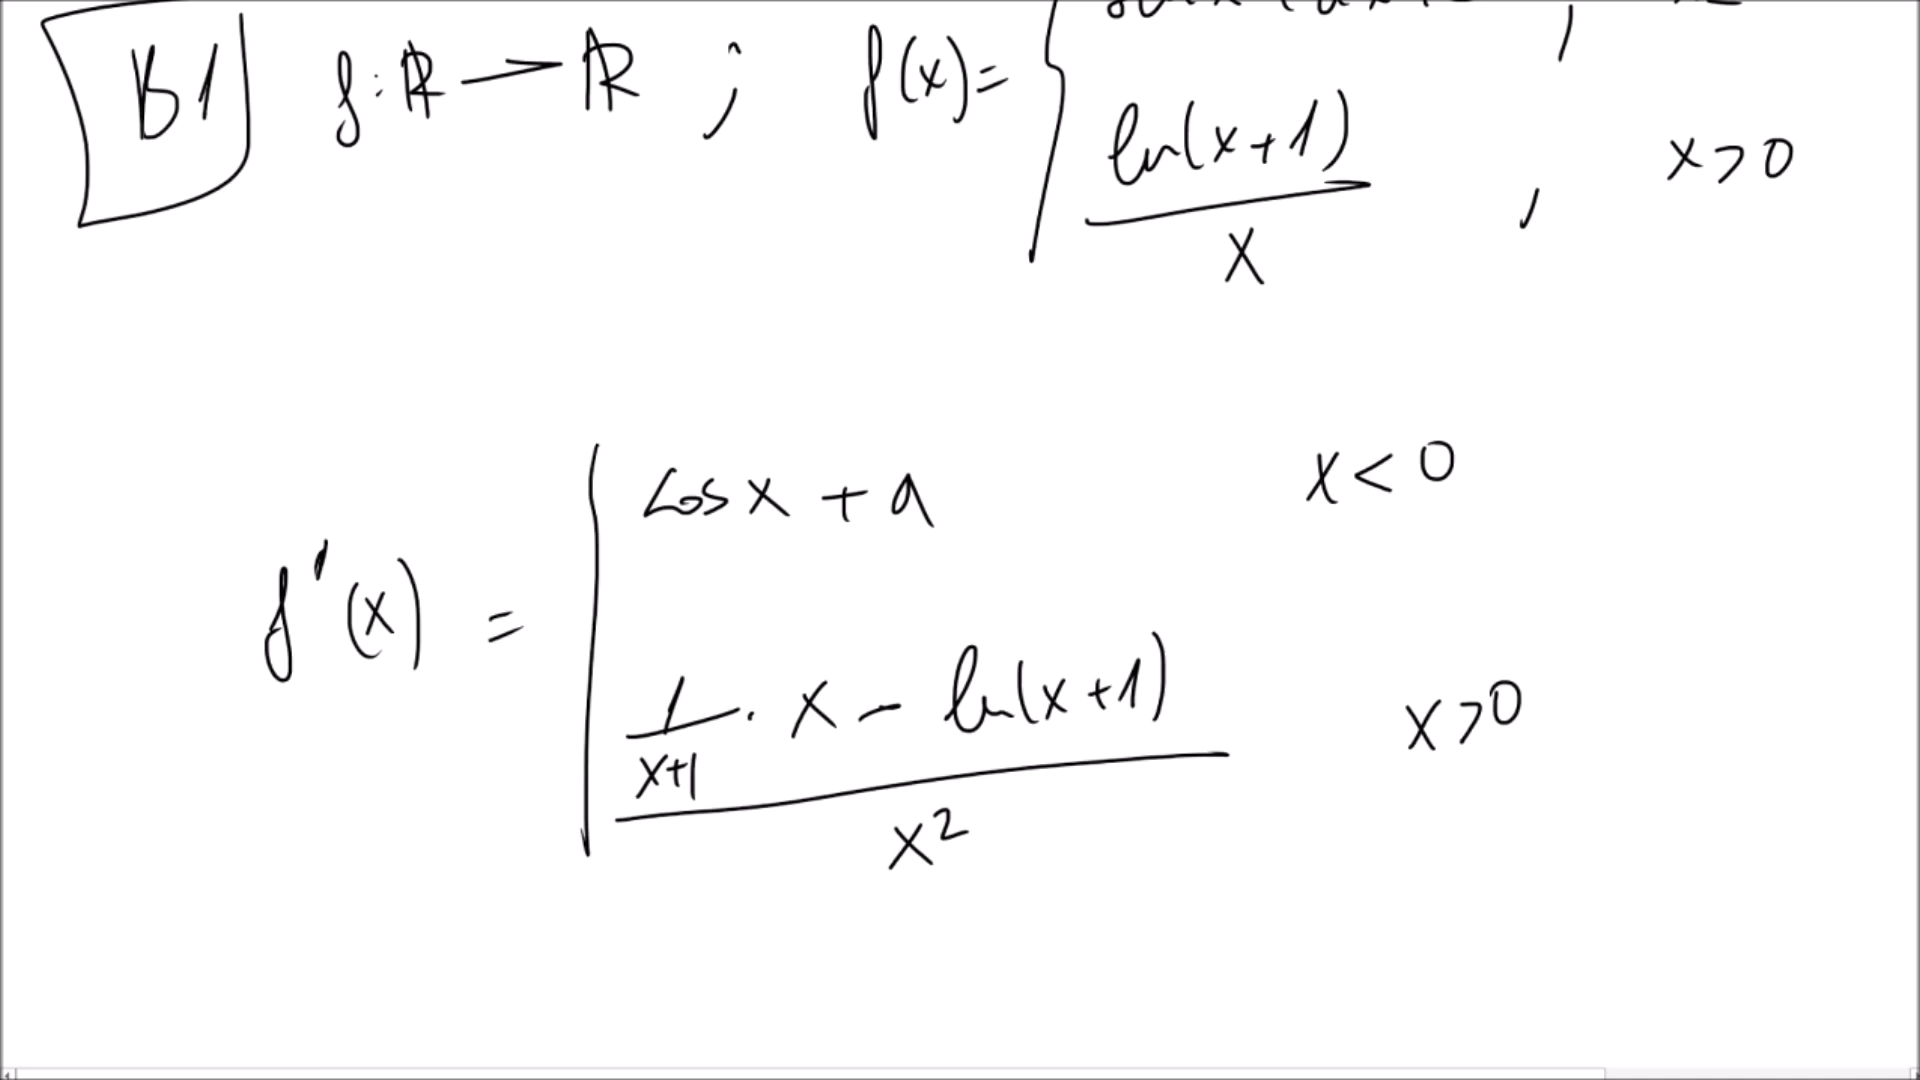 B1 f: ℝ → ℝ ; f(x) = {
ln(x+1) / x , x > 0
f'(x) = {
cos x + a x < 0
(1/(x+1) · x - ln(x+1)) / x² x > 0